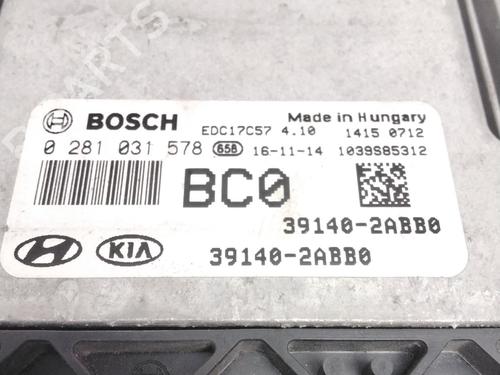 BOSCH
EDC17C57 4.10
Made in Hungary
1415 0712
0 281 031 578 658 16-11-14 1039S85312
BC0
39140-2ABB0
KIA 39140-2ABB0
B PARTS